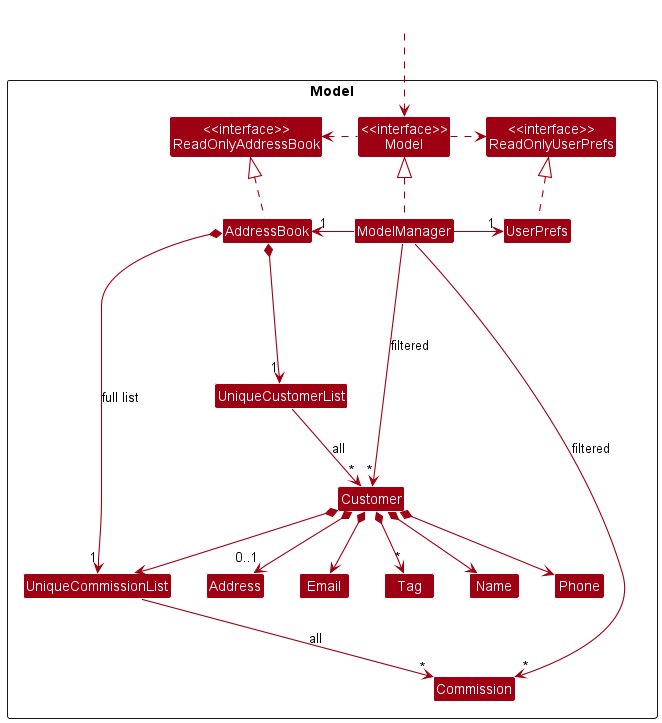 Model
<<interface>>
ReadOnlyAddressBook
<<interface>>
Model
<<interface>>
ReadOnlyUserPrefs
AddressBook
1
ModelManager
1
UserPrefs
filtered
1
UniqueCustomerList
full list
all
filtered
*
*
Customer
1
0..1
*
UniqueCommissionList
Address
Email
Tag
Name
Phone
all
*
*
Commission